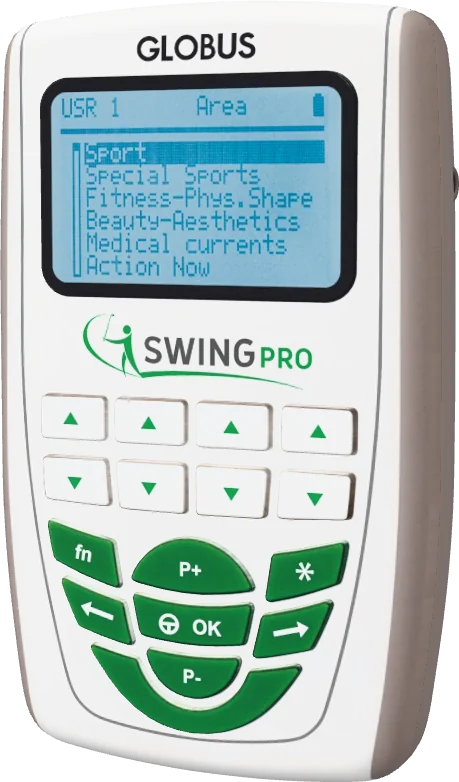 GLOBUS
USR 1 Area
Sport
Special Sports
Fitness-Phys.Shape
Beauty-Aesthetics
Medical currents
Action Now
SWING PRO
fn
P+
*
OK
P-